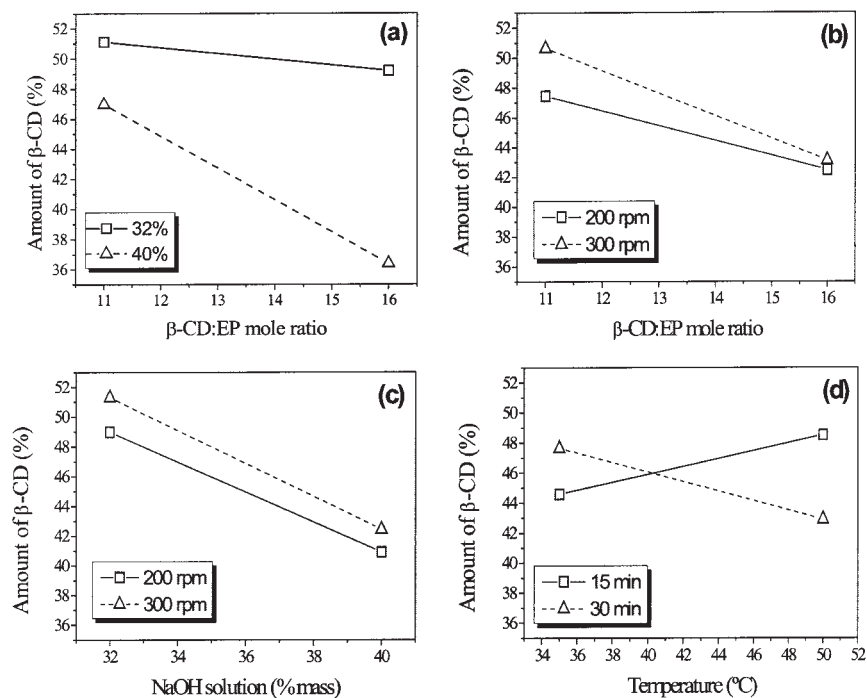 (a)
Amount of β-CD (%)
52
50
48
46
44
42
40
38
36
32%
40%
11 12 13 14 15 16
β-CD:EP mole ratio
(b)
Amount of β-CD (%)
52
50
48
46
44
42
40
38
36
200 rpm
300 rpm
11 12 13 14 15 16
β-CD:EP mole ratio
(c)
Amount of β-CD (%)
52
50
48
46
44
42
40
38
36
200 rpm
300 rpm
32 34 36 38 40
NaOH solution (% mass)
(d)
Amount of β-CD (%)
52
50
48
46
44
42
40
38
36
15 min
30 min
34 36 38 40 42 44 46 48 50 52
Temperature (ºC)